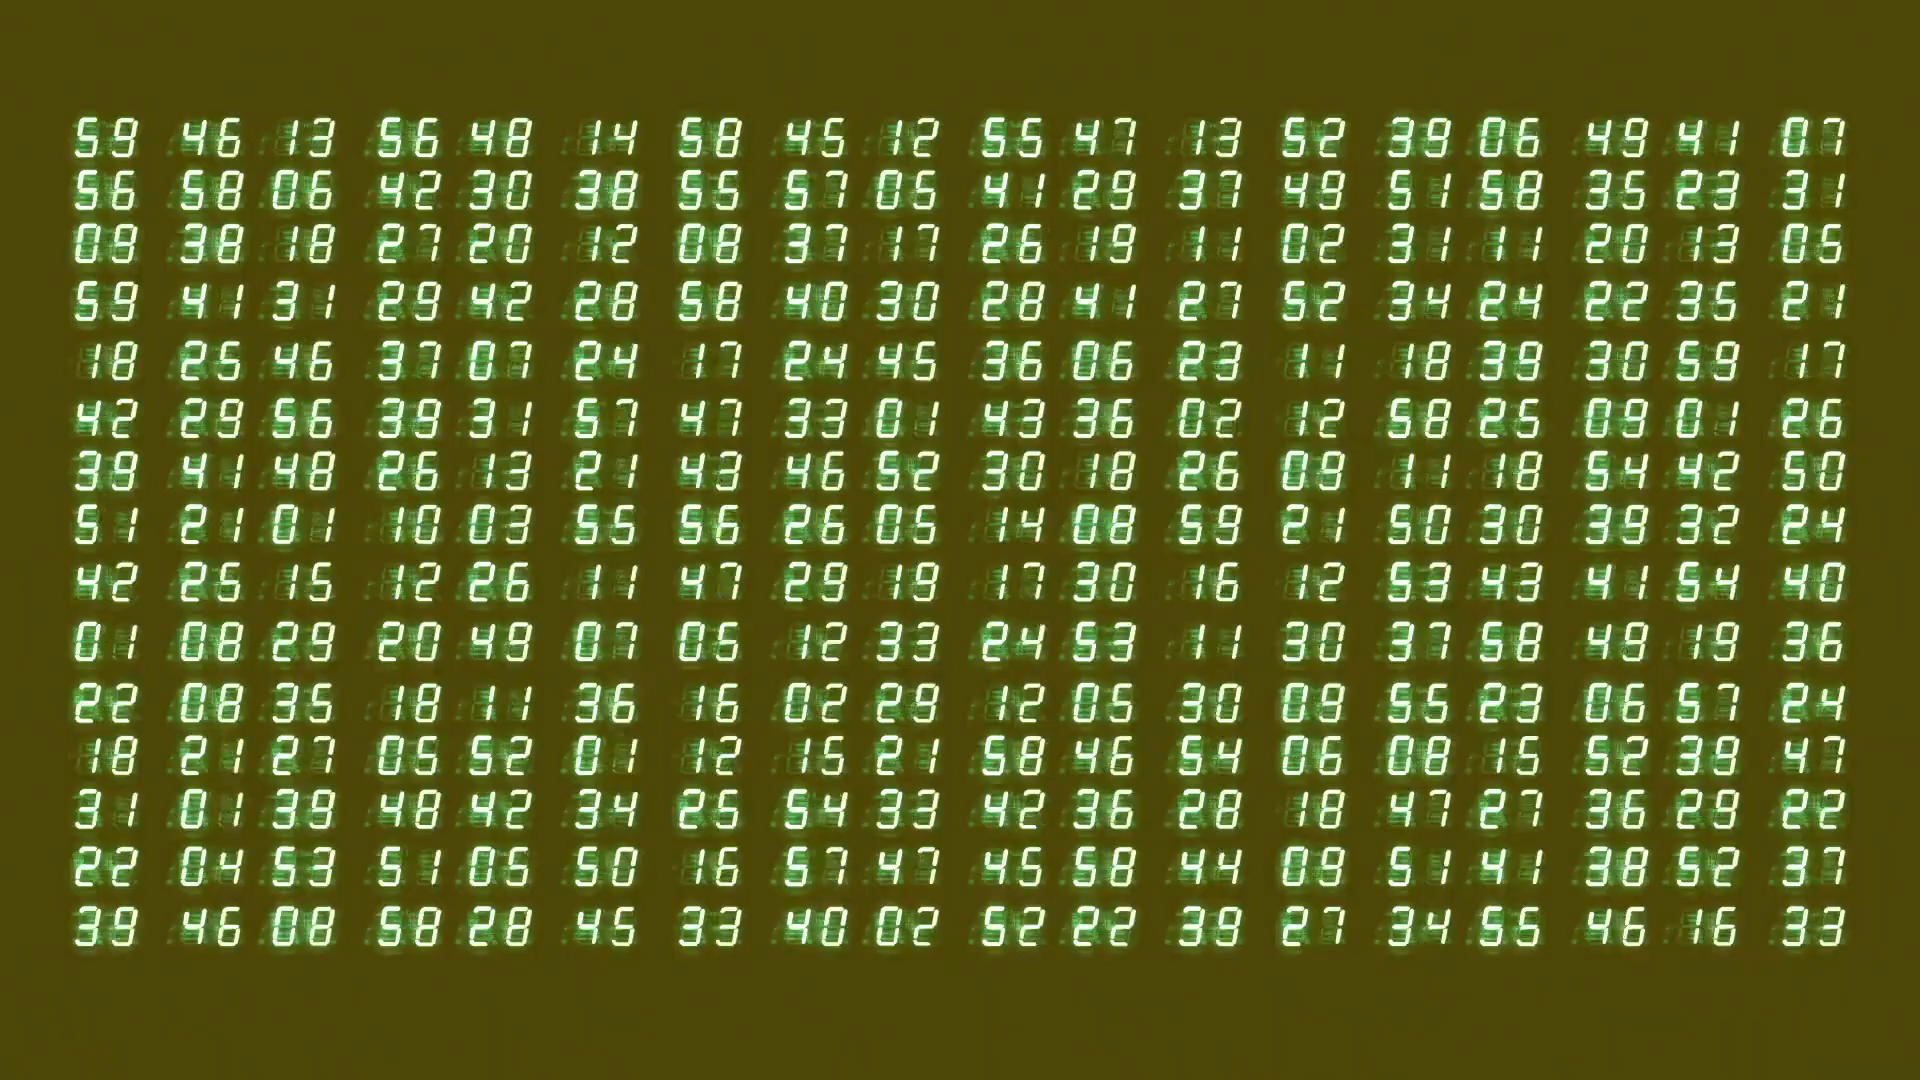 59 46 13 56 48 14 58 45 12 55 47 13 52 39 06 49 41 07
56 58 06 42 30 38 55 57 05 41 29 37 49 51 58 35 23 31
09 38 18 27 20 12 08 37 17 26 19 11 02 31 11 20 13 05
59 41 31 29 42 28 58 40 30 28 41 27 52 34 24 22 35 21
18 25 46 37 07 24 17 24 45 36 06 23 11 18 39 30 59 17
42 29 56 39 31 57 47 33 01 43 36 02 12 58 25 09 01 26
39 41 48 26 13 21 43 46 52 30 18 26 09 11 18 54 42 50
51 21 01 10 03 55 56 26 05 14 08 59 21 50 30 39 32 24
42 25 15 12 26 11 47 29 19 17 30 16 12 53 43 41 54 40
01 08 29 20 49 07 06 12 33 24 53 11 30 37 58 49 19 36
22 08 35 18 11 36 16 02 29 12 05 30 09 55 23 06 57 24
18 21 27 05 52 01 12 15 21 58 46 54 06 08 15 52 39 47
31 01 39 48 42 34 25 54 33 42 36 28 18 47 27 36 29 22
22 04 53 51 05 50 16 57 47 45 58 44 09 51 41 38 52 37
39 46 08 58 28 45 33 40 02 52 22 39 27 34 55 46 16 33